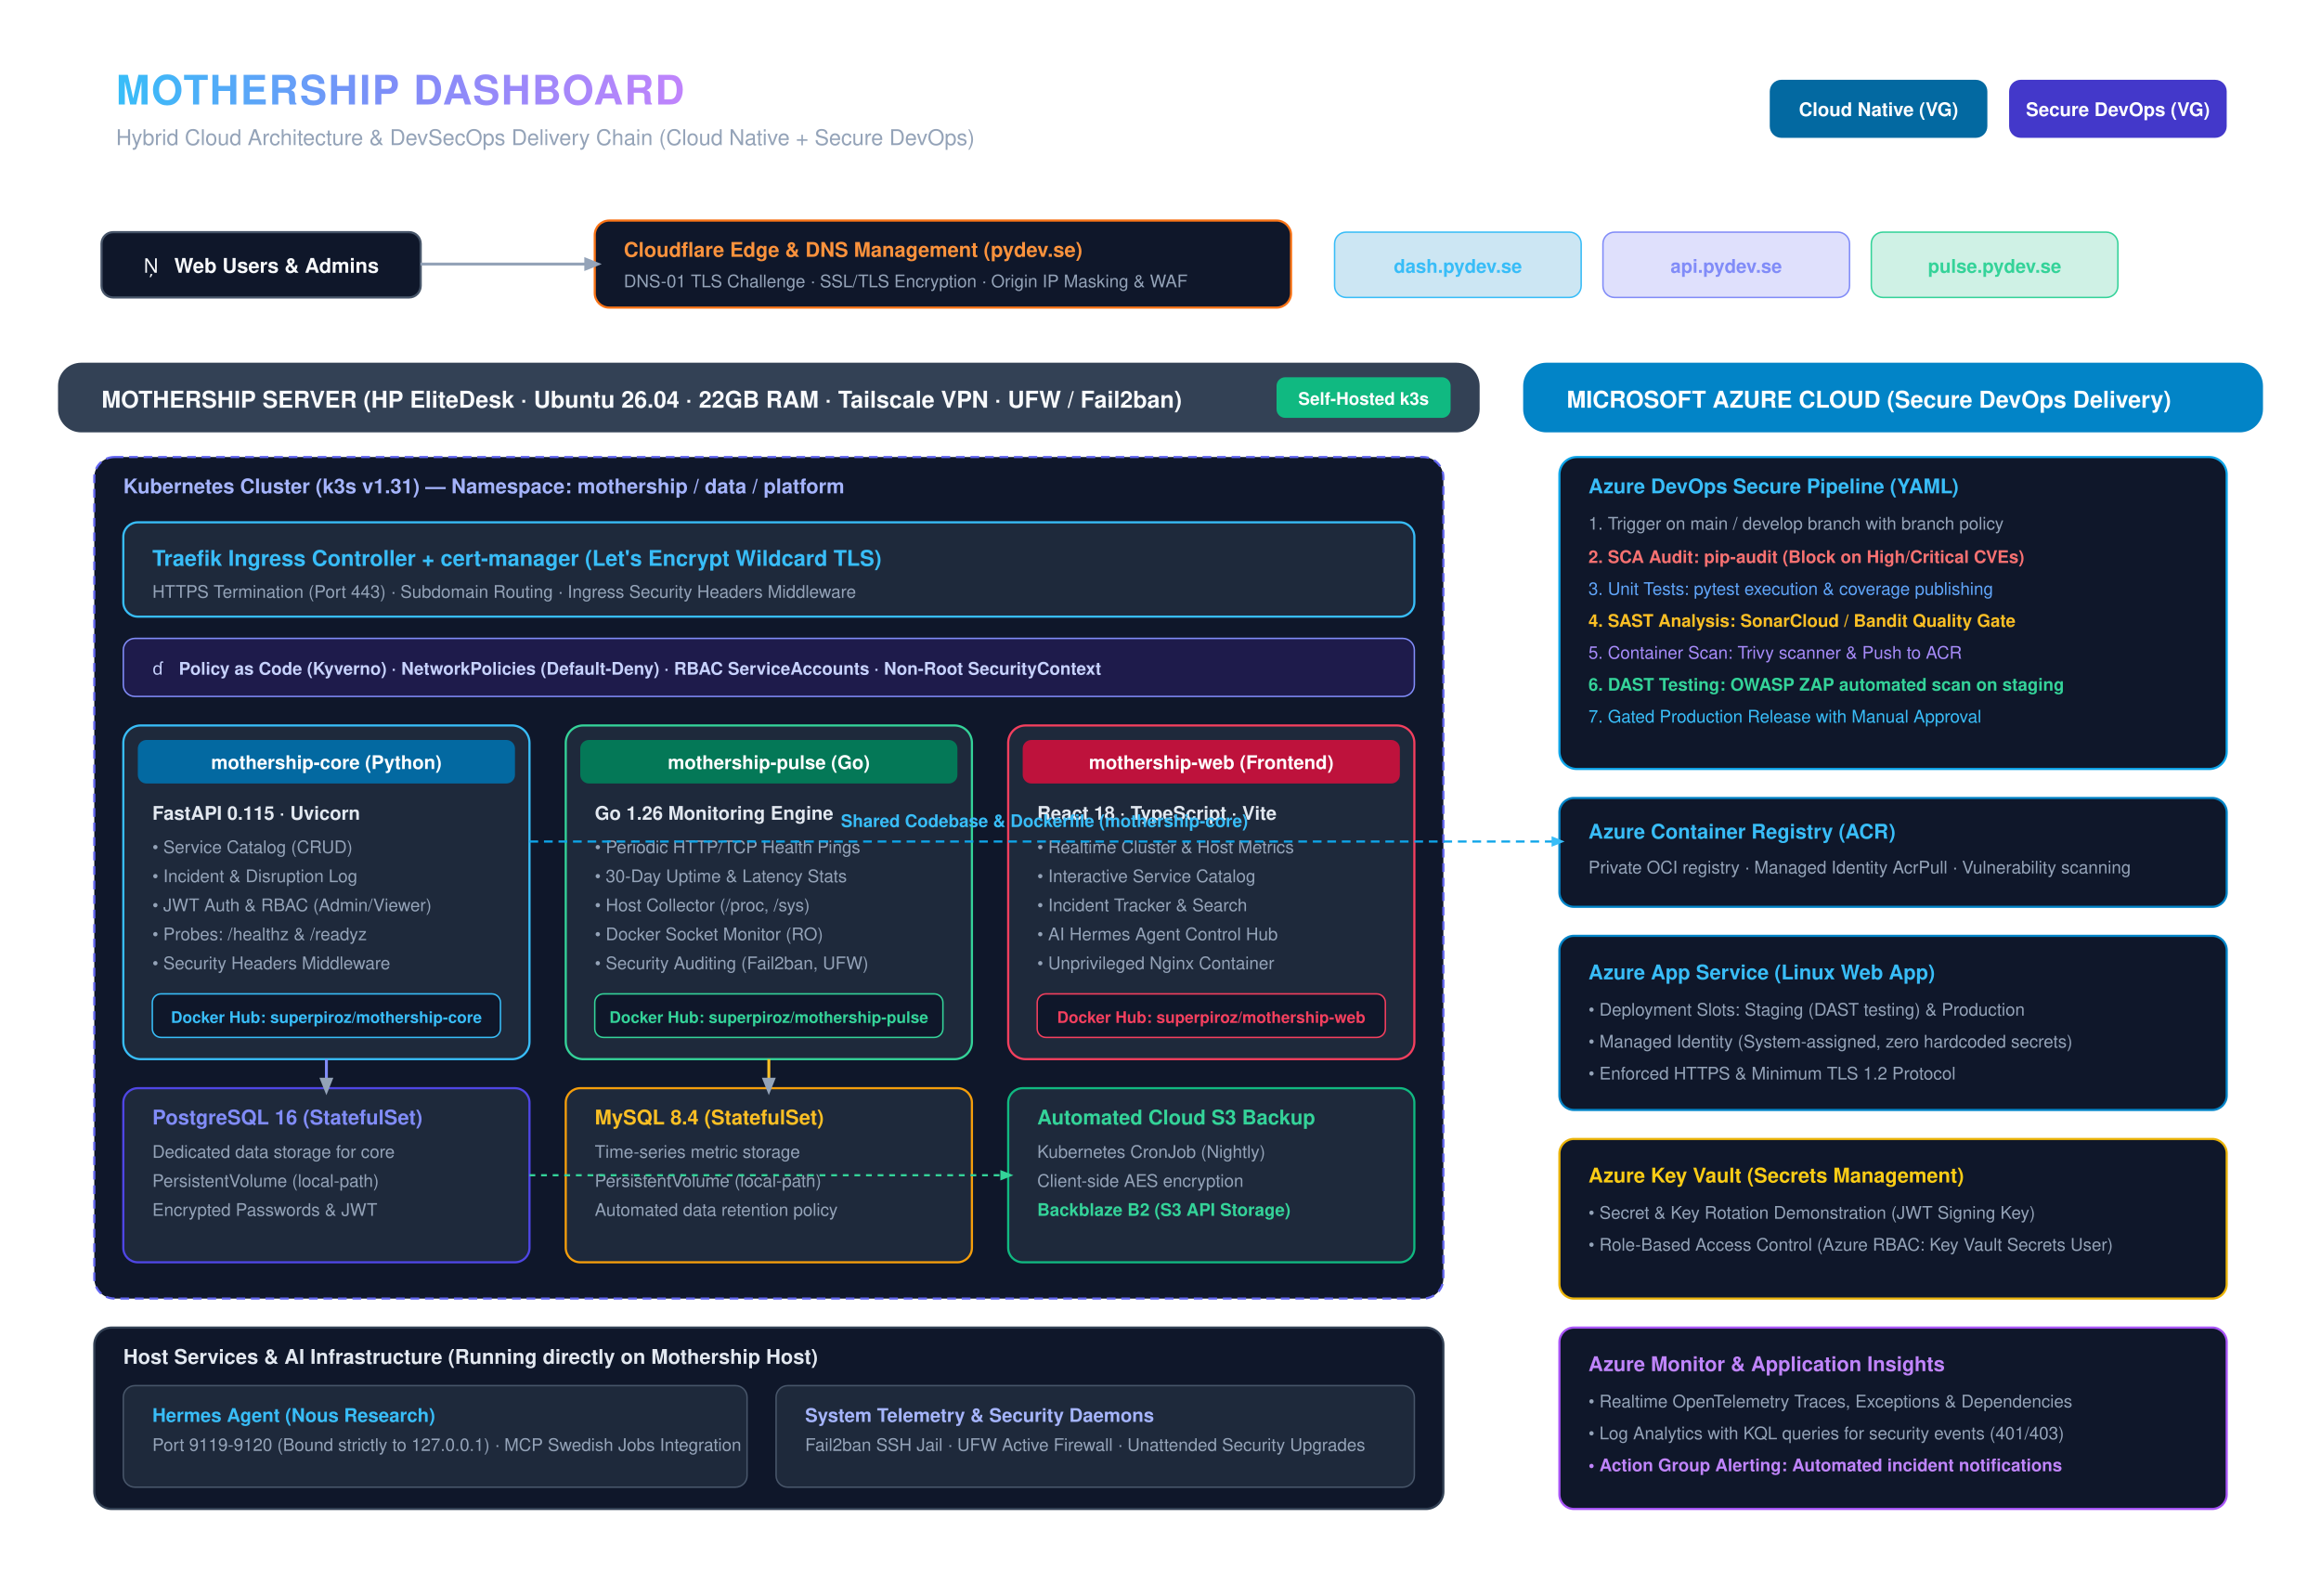 MOTHERSHIP DASHBOARD
Hybrid Cloud Architecture & DevSecOps Delivery Chain (Cloud Native + Secure DevOps)
Cloud Native (VG)
Secure DevOps (VG)
Ņ Web Users & Admins
Cloudflare Edge & DNS Management (pydev.se)
DNS-01 TLS Challenge · SSL/TLS Encryption · Origin IP Masking & WAF
dash.pydev.se
api.pydev.se
pulse.pydev.se
MOTHERSHIP SERVER (HP EliteDesk · Ubuntu 26.04 · 22GB RAM · Tailscale VPN · UFW / Fail2ban)
Self-Hosted k3s
Kubernetes Cluster (k3s v1.31) — Namespace: mothership / data / platform
Traefik Ingress Controller + cert-manager (Let's Encrypt Wildcard TLS)
HTTPS Termination (Port 443) · Subdomain Routing · Ingress Security Headers Middleware
ɗ Policy as Code (Kyverno) · NetworkPolicies (Default-Deny) · RBAC ServiceAccounts · Non-Root SecurityContext
mothership-core (Python)
FastAPI 0.115 · Uvicorn
• Service Catalog (CRUD)
• Incident & Disruption Log
• JWT Auth & RBAC (Admin/Viewer)
• Probes: /healthz & /readyz
• Security Headers Middleware
Docker Hub: superpiroz/mothership-core
mothership-pulse (Go)
Go 1.26 Monitoring Engine
• Periodic HTTP/TCP Health Pings
• 30-Day Uptime & Latency Stats
• Host Collector (/proc, /sys)
• Docker Socket Monitor (RO)
• Security Auditing (Fail2ban, UFW)
Docker Hub: superpiroz/mothership-pulse
mothership-web (Frontend)
React 18 · TypeScript · Vite
• Realtime Cluster & Host Metrics
• Interactive Service Catalog
• Incident Tracker & Search
• AI Hermes Agent Control Hub
• Unprivileged Nginx Container
Docker Hub: superpiroz/mothership-web
Shared Codebase & Dockerfile (mothership-core)
PostgreSQL 16 (StatefulSet)
Dedicated data storage for core
PersistentVolume (local-path)
Encrypted Passwords & JWT
MySQL 8.4 (StatefulSet)
Time-series metric storage
PersistentVolume (local-path)
Automated data retention policy
Automated Cloud S3 Backup
Kubernetes CronJob (Nightly)
Client-side AES encryption
Backblaze B2 (S3 API Storage)
Host Services & AI Infrastructure (Running directly on Mothership Host)
Hermes Agent (Nous Research)
Port 9119-9120 (Bound strictly to 127.0.0.1) · MCP Swedish Jobs Integration
System Telemetry & Security Daemons
Fail2ban SSH Jail · UFW Active Firewall · Unattended Security Upgrades
MICROSOFT AZURE CLOUD (Secure DevOps Delivery)
Azure DevOps Secure Pipeline (YAML)
1. Trigger on main / develop branch with branch policy
2. SCA Audit: pip-audit (Block on High/Critical CVEs)
3. Unit Tests: pytest execution & coverage publishing
4. SAST Analysis: SonarCloud / Bandit Quality Gate
5. Container Scan: Trivy scanner & Push to ACR
6. DAST Testing: OWASP ZAP automated scan on staging
7. Gated Production Release with Manual Approval
Azure Container Registry (ACR)
Private OCI registry · Managed Identity AcrPull · Vulnerability scanning
Azure App Service (Linux Web App)
• Deployment Slots: Staging (DAST testing) & Production
• Managed Identity (System-assigned, zero hardcoded secrets)
• Enforced HTTPS & Minimum TLS 1.2 Protocol
Azure Key Vault (Secrets Management)
• Secret & Key Rotation Demonstration (JWT Signing Key)
• Role-Based Access Control (Azure RBAC: Key Vault Secrets User)
Azure Monitor & Application Insights
• Realtime OpenTelemetry Traces, Exceptions & Dependencies
• Log Analytics with KQL queries for security events (401/403)
• Action Group Alerting: Automated incident notifications